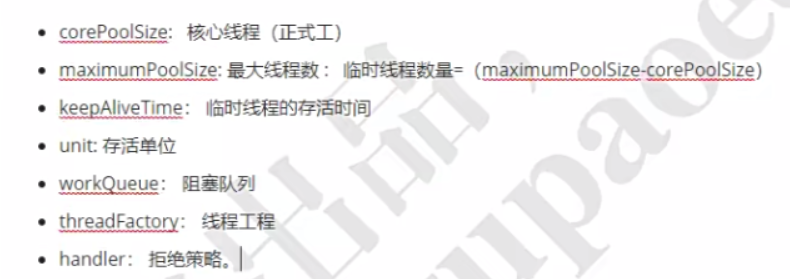 corePoolSize： 核心线程（正式工）
maximumPoolSize: 最大线程数 ： 临时线程数量=（maximumPoolSize-corePoolSize）
keepAliveTime： 临时线程的存活时间
unit: 存活单位
workQueue： 阻塞队列
threadFactory： 线程工程
handler： 拒绝策略。